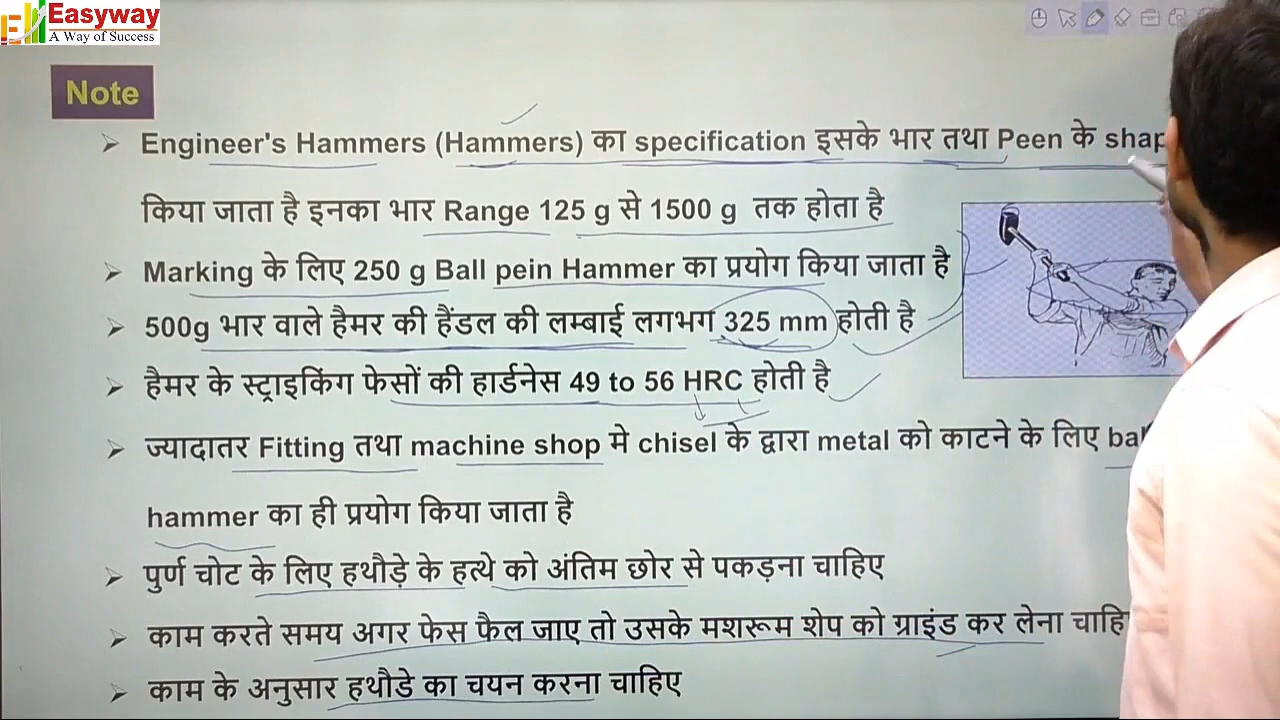 Easyway
A Way of Success
Note
Engineer's Hammers (Hammers) का specification इसके भार तथा Peen के
किया जाता है इनका भार Range 125 g से 1500 g तक होता है
Marking के लिए 250 g Ball pein Hammer का प्रयोग किया जाता है
500g भार वाले हैमर की हैंडल की लम्बाई लगभग 325 mm होती है
हैमर के स्ट्राइकिंग फेसों की हार्डनेस 49 to 56 HRC होती है
ज्यादातर Fitting तथा machine shop मे chisel के द्वारा metal को काटने के लिए
hammer का ही प्रयोग किया जाता है
पुर्ण चोट के लिए हथौड़े के हत्थे को अंतिम छोर से पकड़ना चाहिए
काम करते समय अगर फेस फैल जाए तो उसके मशरूम शेप को ग्राइंड कर लेना
काम के अनुसार हथौडे का चयन करना चाहिए